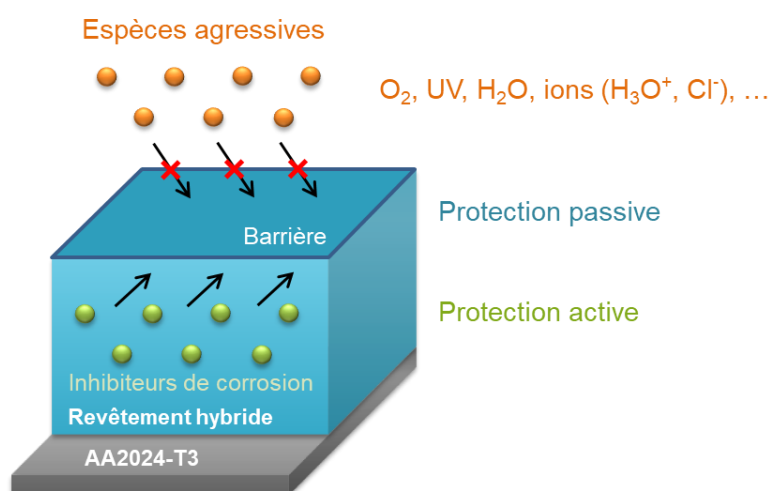 Espèces agressives
O₂, UV, H₂O, ions (H₃O⁺, Cl⁻), …
Protection passive
Barrière
Protection active
Inhibiteurs de corrosion
Revêtement hybride
AA2024-T3